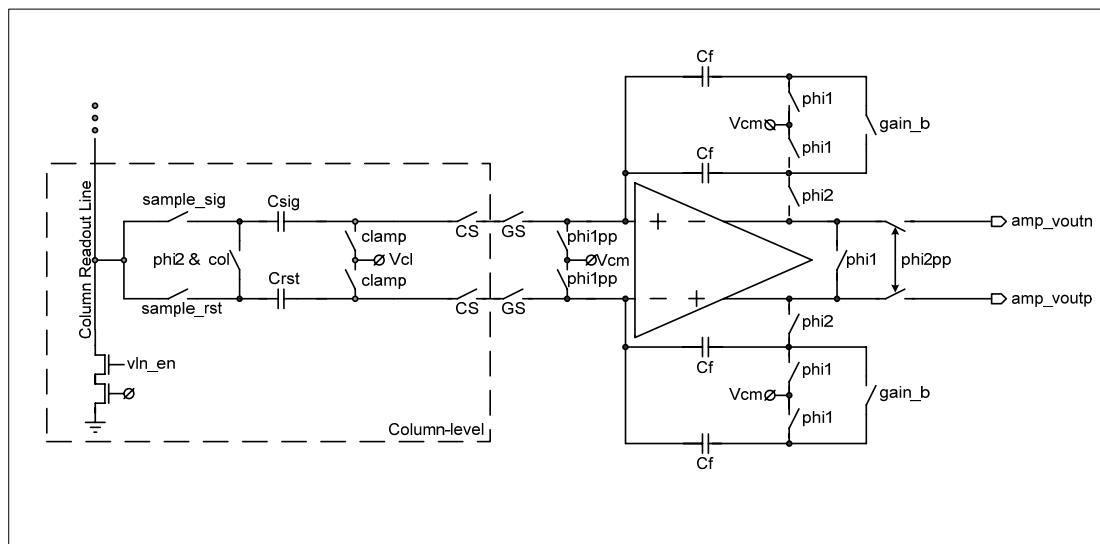 Cf
phi1
Vcm
gain_b
phi1
Cf
phi2
Column Readout Line
sample_sig
Csig
clamp
CS
GS
phi1pp
+
−
amp_voutn
phi2 & col
Vcl
Vcm
phi1
phi2pp
Crst
clamp
phi1pp
sample_rst
CS
GS
−
+
amp_voutp
phi2
vln_en
Cf
phi1
Vcm
gain_b
phi1
Column-level
Cf